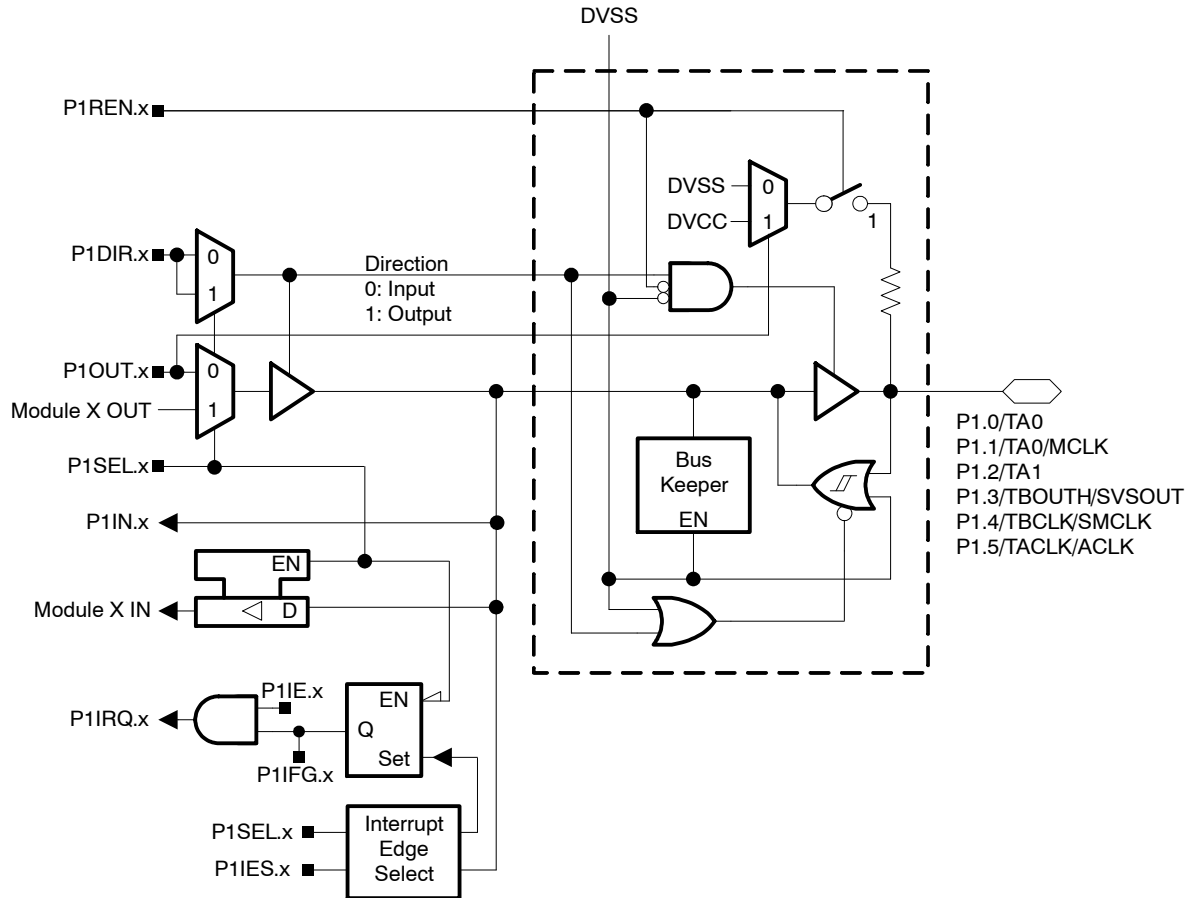 DVSS
P1REN.x
DVSS
0
DVCC
1
1
P1DIR.x
0
1
Direction
0: Input
1: Output
P1OUT.x
0
Module X OUT
1
P1SEL.x
Bus
Keeper
EN
P1.0/TA0
P1.1/TA0/MCLK
P1.2/TA1
P1.3/TBOUTH/SVSOUT
P1.4/TBCLK/SMCLK
P1.5/TACLK/ACLK
P1IN.x
EN
Module X IN
D
P1IRQ.x
P1IE.x
P1IFG.x
EN
Q
Set
P1SEL.x
P1IES.x
Interrupt
Edge
Select